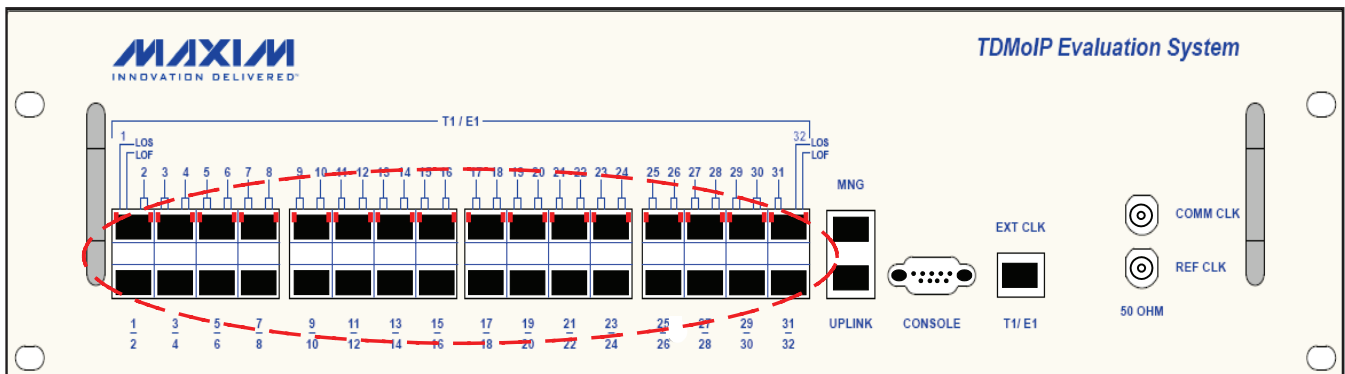 MAXIM
INNOVATION DELIVERED™
TDMoIP Evaluation System
T1 / E1
1 LOS
LOF
32 LOS
LOF
2 3 4 5 6 7 8 9 10 11 12 13 14 15 16 17 18 19 20 21 22 23 24 25 26 27 28 29 30 31
MNG
COMM CLK
EXT CLK
REF CLK
50 OHM
UPLINK CONSOLE T1/ E1
1 3 5 7 9 11 13 15 17 19 21 23 25 27 29 31
2 4 6 8 10 12 14 16 18 20 22 24 26 28 30 32